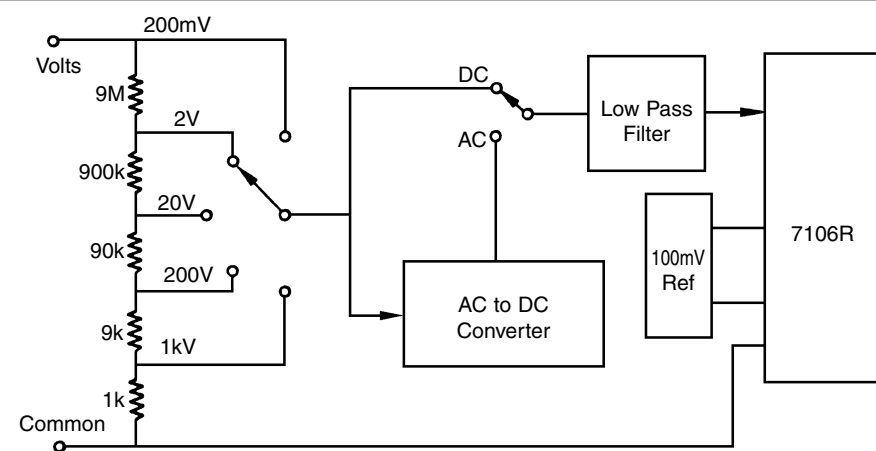 200mV
Volts
DC
9M
Low Pass
Filter
2V
AC
900k
20V
7106R
90k
100mV
Ref
200V
AC to DC
Converter
9k
1kV
1k
Common